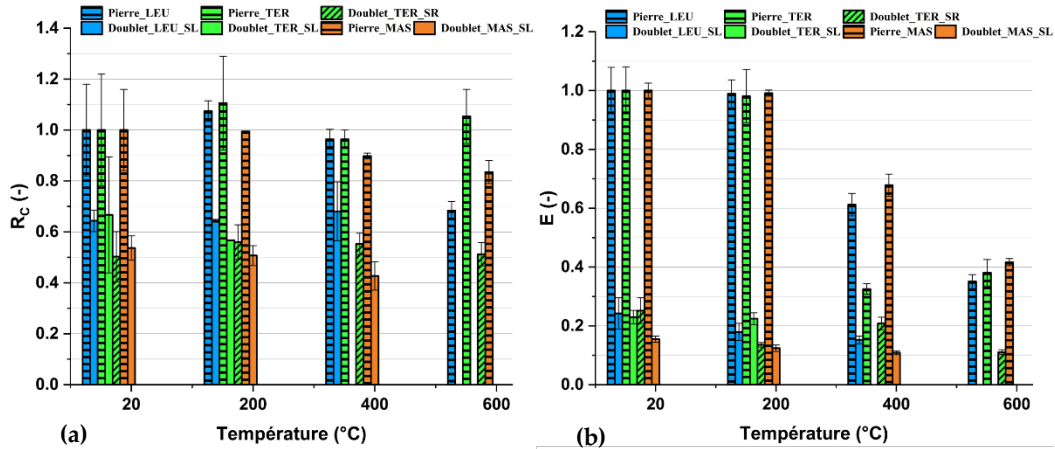 Pierre_LEU Pierre_TER Doublet_TER_SR
Doublet_LEU_SL Doublet_TER_SL Pierre_MAS Doublet_MAS_SL
1.4
1.2
1.0
0.8
0.6
0.4
0.2
0.0
R_C (-)
20 200 400 600
Température (°C)
(a)
Pierre_LEU Pierre_TER Doublet_TER_SR
Doublet_LEU_SL Doublet_TER_SL Pierre_MAS Doublet_MAS_SL
1.2
1.0
0.8
0.6
0.4
0.2
0.0
E (-)
20 200 400 600
Température (°C)
(b)